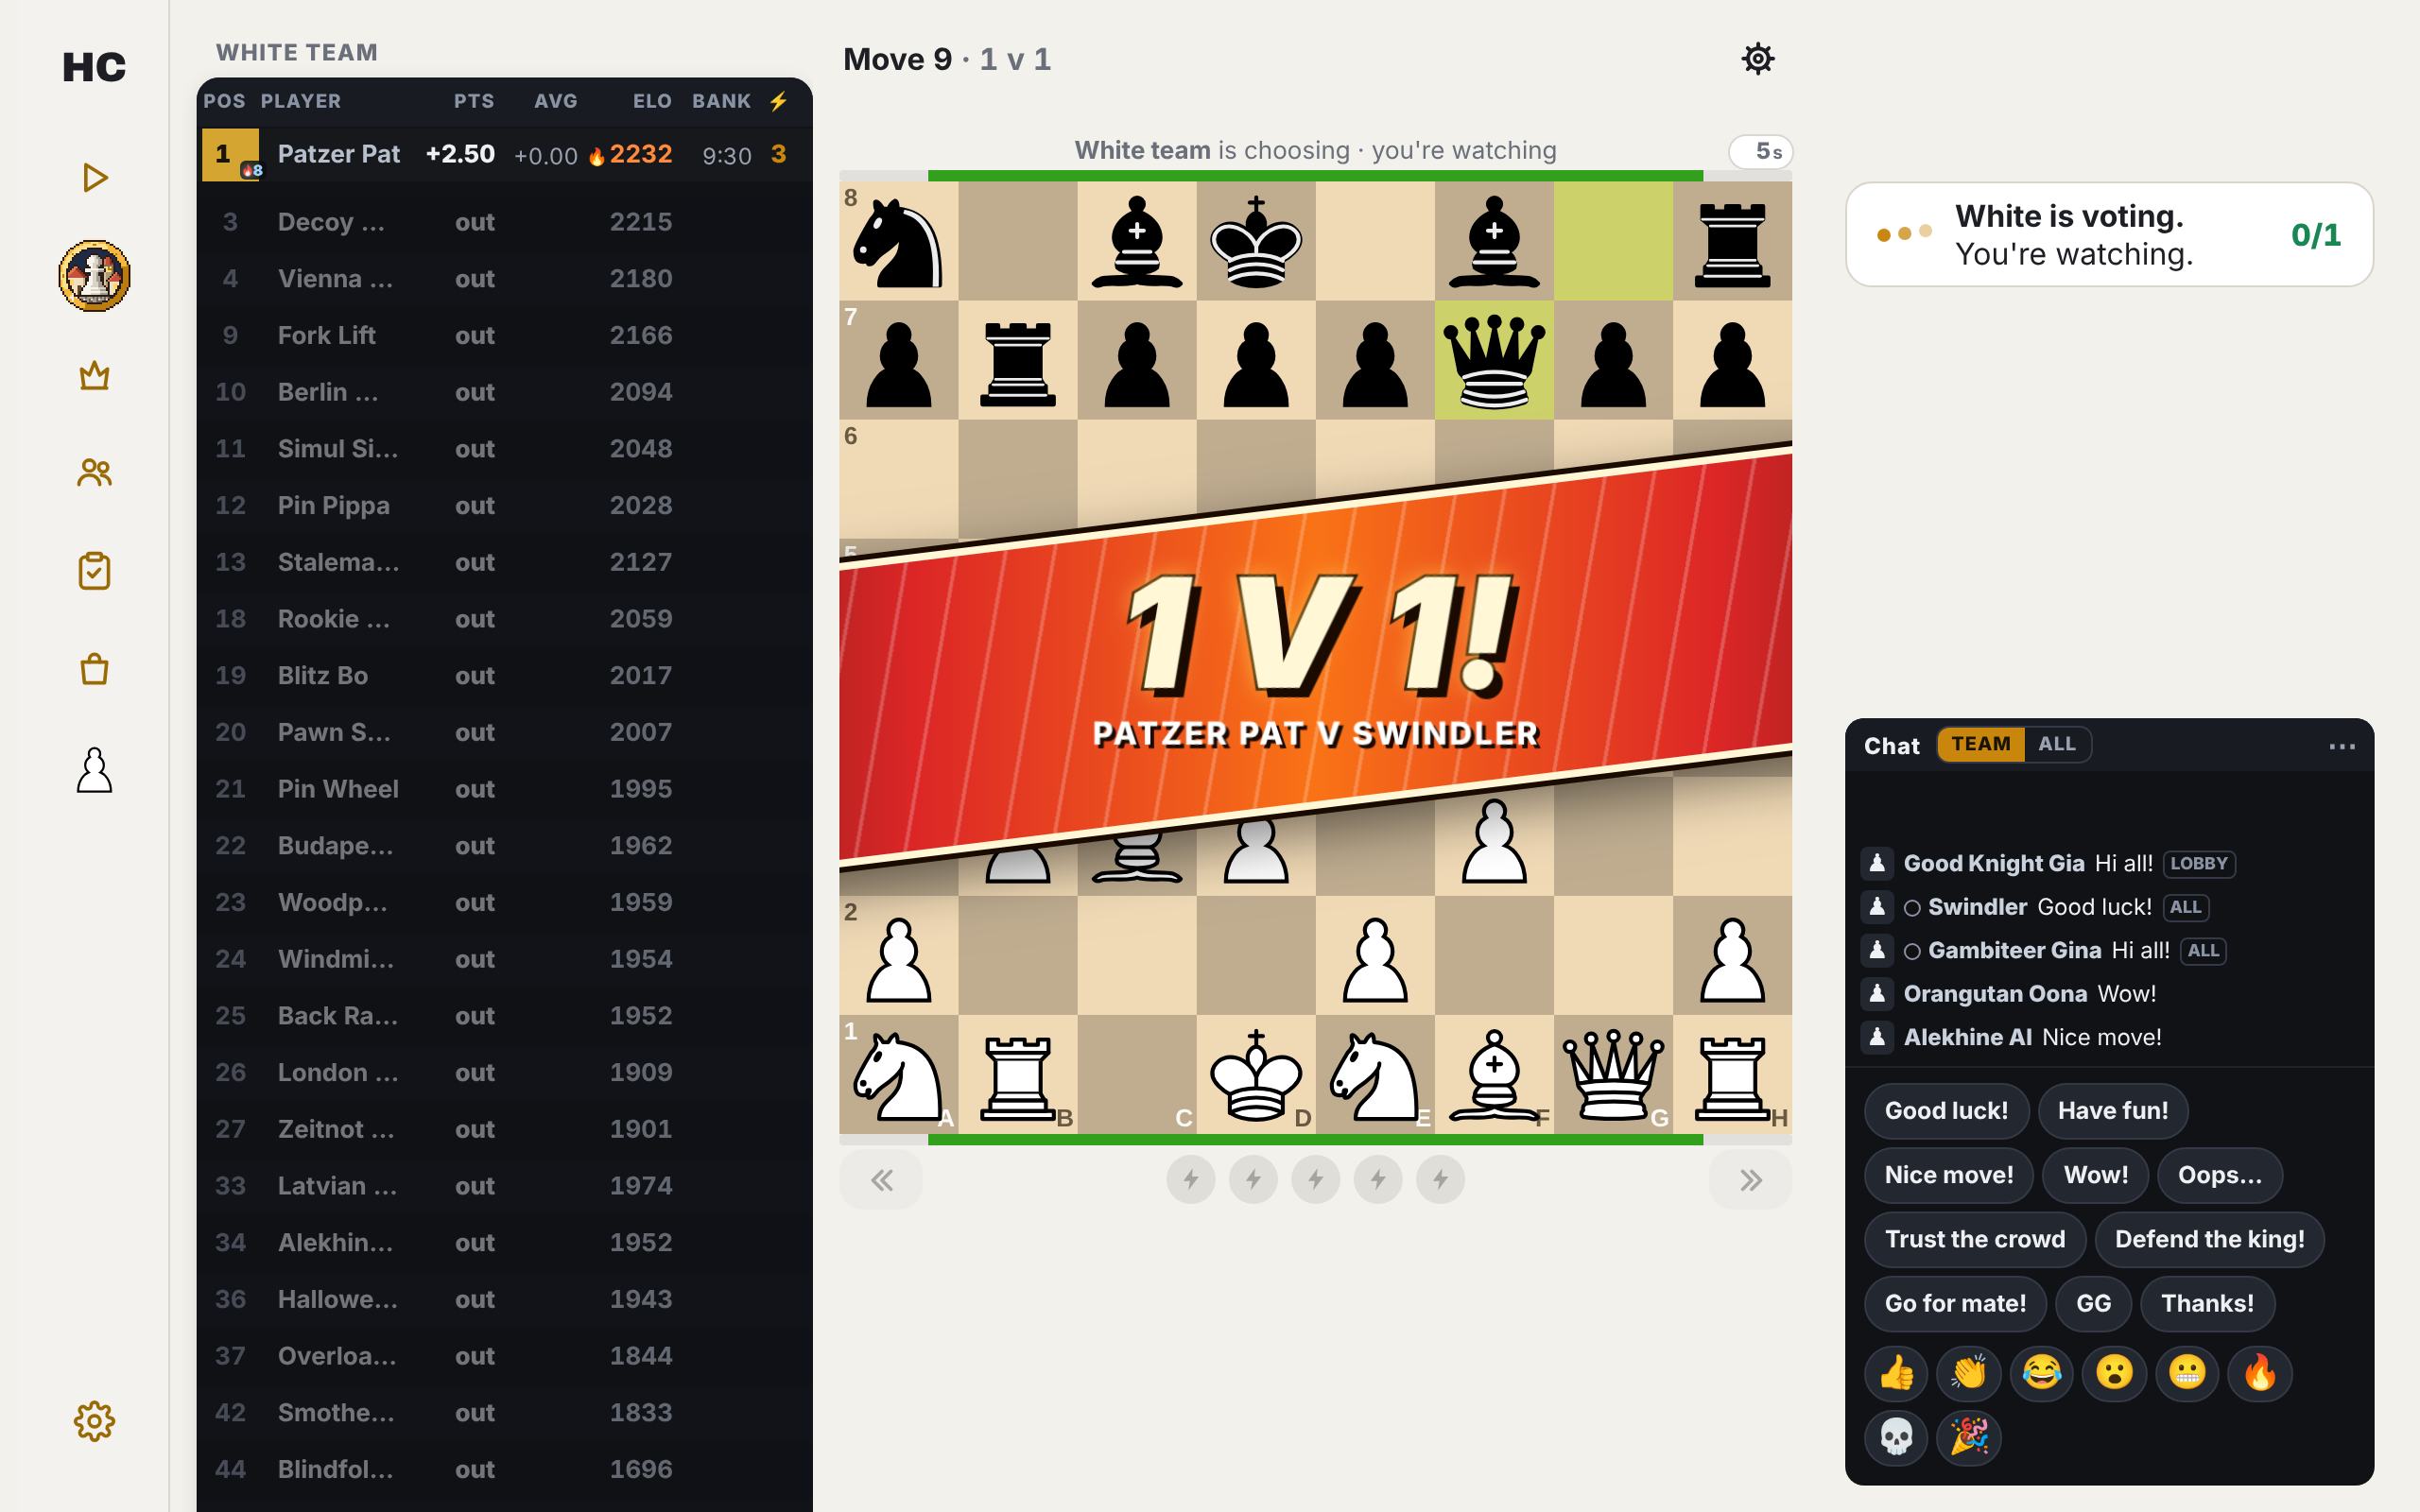 HC
WHITE TEAM
POS PLAYER PTS AVG ELO BANK ⚡
1 🔥8 Patzer Pat +2.50 +0.00 🔥2232 9:30 3
3 Decoy ... out 2215
4 Vienna ... out 2180
9 Fork Lift out 2166
10 Berlin ... out 2094
11 Simul Si... out 2048
12 Pin Pippa out 2028
13 Stalema... out 2127
18 Rookie ... out 2059
19 Blitz Bo out 2017
20 Pawn S... out 2007
21 Pin Wheel out 1995
22 Budape... out 1962
23 Woodp... out 1959
24 Windmi... out 1954
25 Back Ra... out 1952
26 London ... out 1909
27 Zeitnot ... out 1901
33 Latvian ... out 1974
34 Alekhin... out 1952
36 Hallowe... out 1943
37 Overloa... out 1844
42 Smothe... out 1833
44 Blindfol... out 1696
Move 9 · 1 v 1
White team is choosing · you're watching
5s
8
7
6
5
1 V 1!
PATZER PAT V SWINDLER
2
1
A B C D E F G H
White is voting.
You're watching.
0/1
Chat TEAM ALL ...
Good Knight Gia Hi all! LOBBY
Swindler Good luck! ALL
Gambiteer Gina Hi all! ALL
Orangutan Oona Wow!
Alekhine Al Nice move!
Good luck! Have fun!
Nice move! Wow! Oops...
Trust the crowd Defend the king!
Go for mate! GG Thanks!